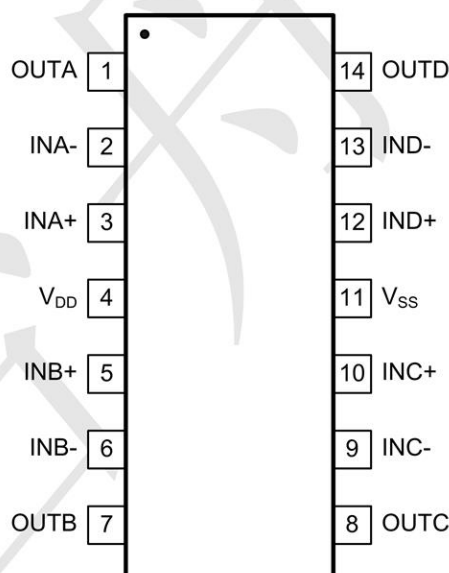 OUTA 1 14 OUTD
INA- 2 13 IND-
INA+ 3 12 IND+
VDD 4 11 VSS
INB+ 5 10 INC+
INB- 6 9 INC-
OUTB 7 8 OUTC